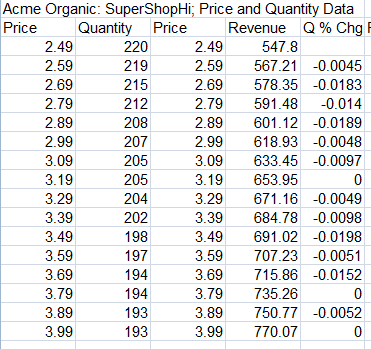 Acme Organic: SuperShopHi; Price and Quantity Data
Price Quantity Price Revenue Q % Chg
2.49 220 2.49 547.8
2.59 219 2.59 567.21 -0.0045
2.69 215 2.69 578.35 -0.0183
2.79 212 2.79 591.48 -0.014
2.89 208 2.89 601.12 -0.0189
2.99 207 2.99 618.93 -0.0048
3.09 205 3.09 633.45 -0.0097
3.19 205 3.19 653.95 0
3.29 204 3.29 671.16 -0.0049
3.39 202 3.39 684.78 -0.0098
3.49 198 3.49 691.02 -0.0198
3.59 197 3.59 707.23 -0.0051
3.69 194 3.69 715.86 -0.0152
3.79 194 3.79 735.26 0
3.89 193 3.89 750.77 -0.0052
3.99 193 3.99 770.07 0